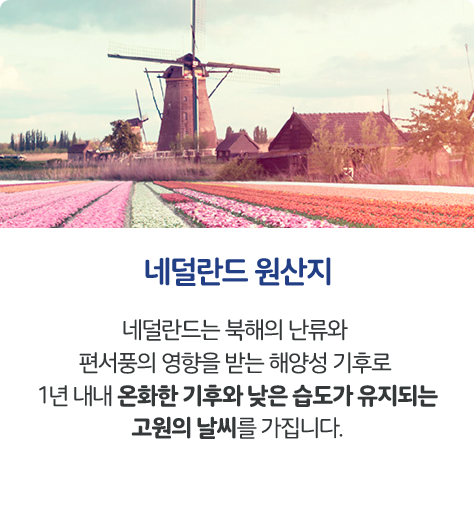 네덜란드 원산지
네덜란드는 북해의 난류와
편서풍의 영향을 받는 해양성 기후로
1년 내내 온화한 기후와 낮은 습도가 유지되는
고원의 날씨를 가집니다.